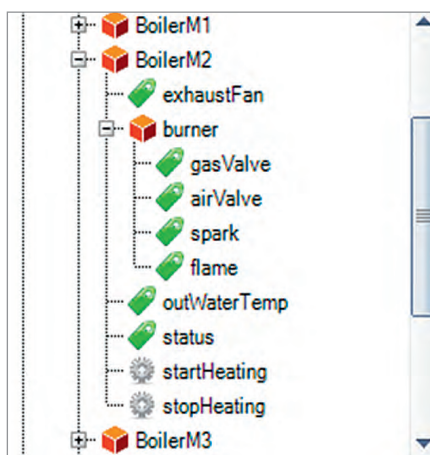 BoilerM1
BoilerM2
exhaustFan
burner
gasValve
airValve
spark
flame
outWaterTemp
status
startHeating
stopHeating
BoilerM3